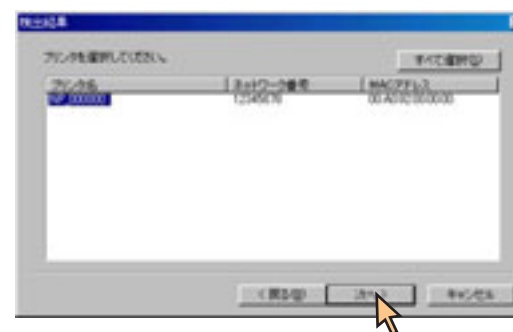 検出結果
プリンタを選択してください。
すべて選択(A)
プリンタ名 ネットワーク番号 MACアドレス
12345678
< 戻る(B)
次へ >
キャンセル